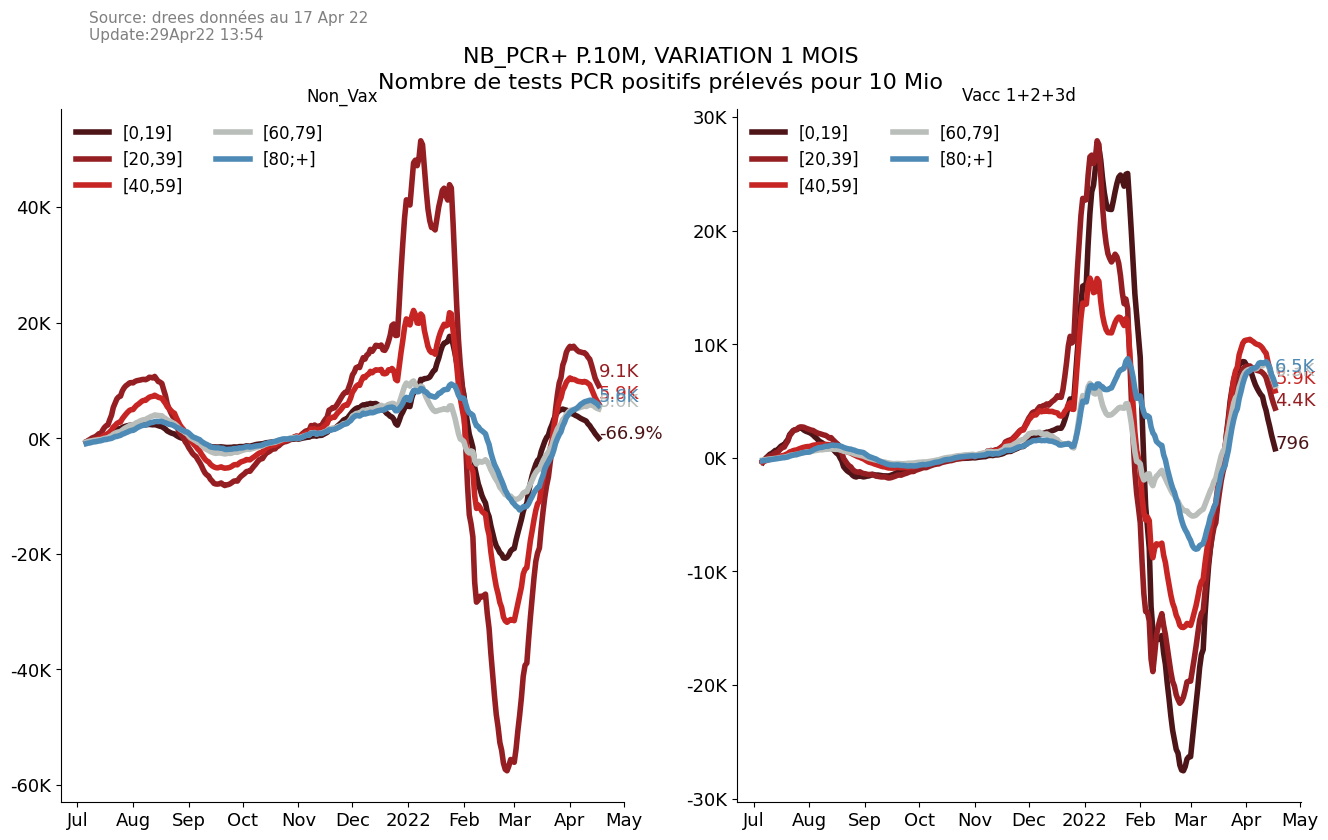 Source: drees données au 17 Apr 22
Update:29Apr22 13:54
NB_PCR+ P.10M, VARIATION 1 MOIS
Nombre de tests PCR positifs prélevés pour 10 Mio
Non_Vax
[0,19]
[20,39]
[40,59]
[60,79]
[80;+]
40K
20K
0K
-20K
-40K
-60K
9.1K
5.9K
-66.9%
Jul Aug Sep Oct Nov Dec 2022 Feb Mar Apr May
Vacc 1+2+3d
[0,19]
[20,39]
[40,59]
[60,79]
[80;+]
30K
20K
10K
0K
-10K
-20K
-30K
6.5K
5.9K
4.4K
796
Jul Aug Sep Oct Nov Dec 2022 Feb Mar Apr May